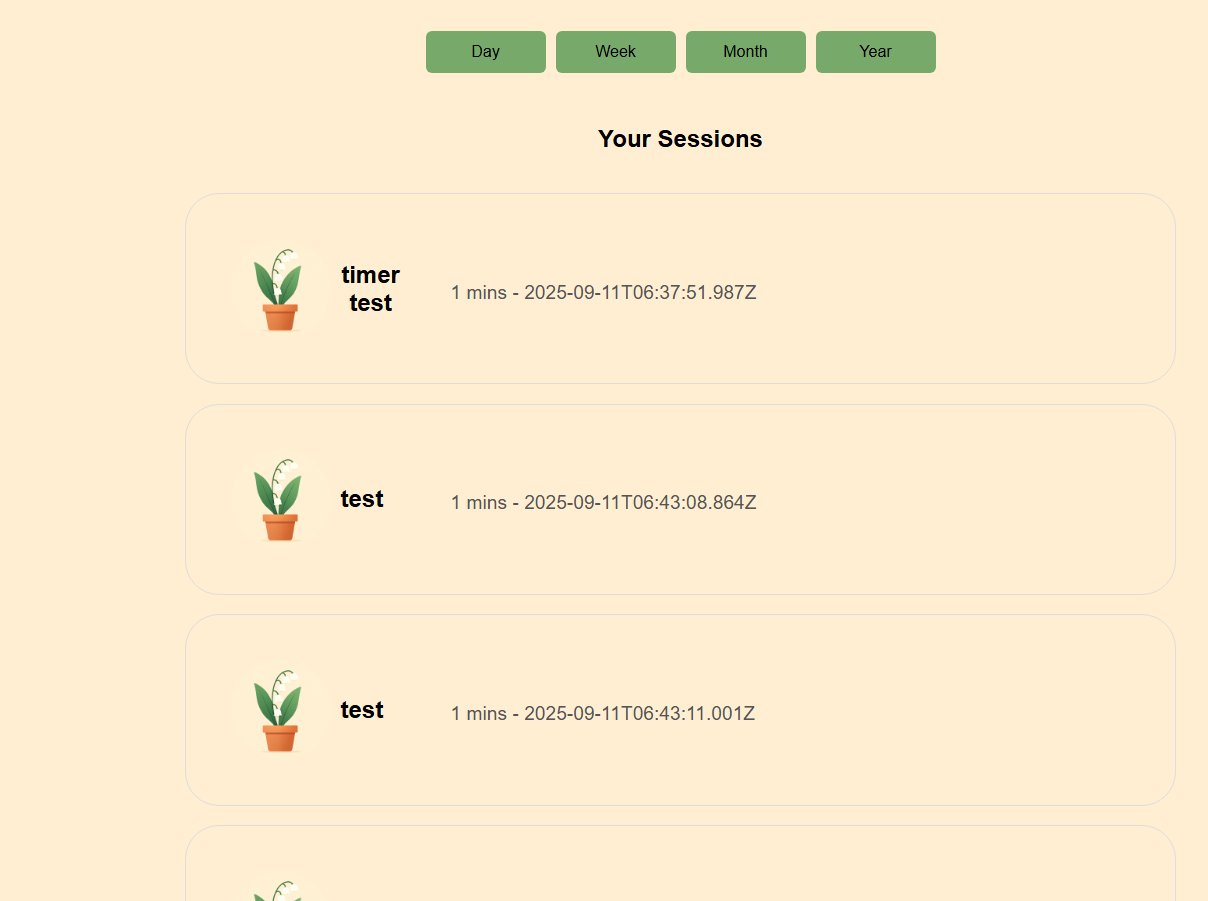 Day Week Month Year
Your Sessions
timer
test
1 mins - 2025-09-11T06:37:51.987Z
test
1 mins - 2025-09-11T06:43:08.864Z
test
1 mins - 2025-09-11T06:43:11.001Z